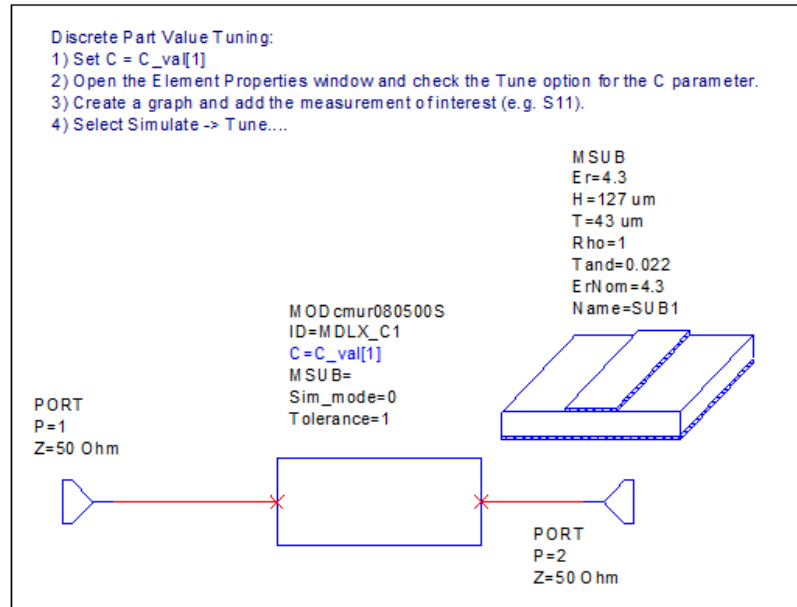 Discrete Part Value Tuning:
1) Set C = C_val[1]
2) Open the Element Properties window and check the Tune option for the C parameter.
3) Create a graph and add the measurement of interest (e.g. S11).
4) Select Simulate -> Tune....
MSUB
Er=4.3
H=127 um
T=43 um
Rho=1
Tand=0.022
ErNom=4.3
Name=SUB1
MODcmur080500S
ID=MDLX_C1
C=C_val[1]
MSUB=
Sim_mode=0
Tolerance=1
PORT
P=1
Z=50 Ohm
PORT
P=2
Z=50 Ohm